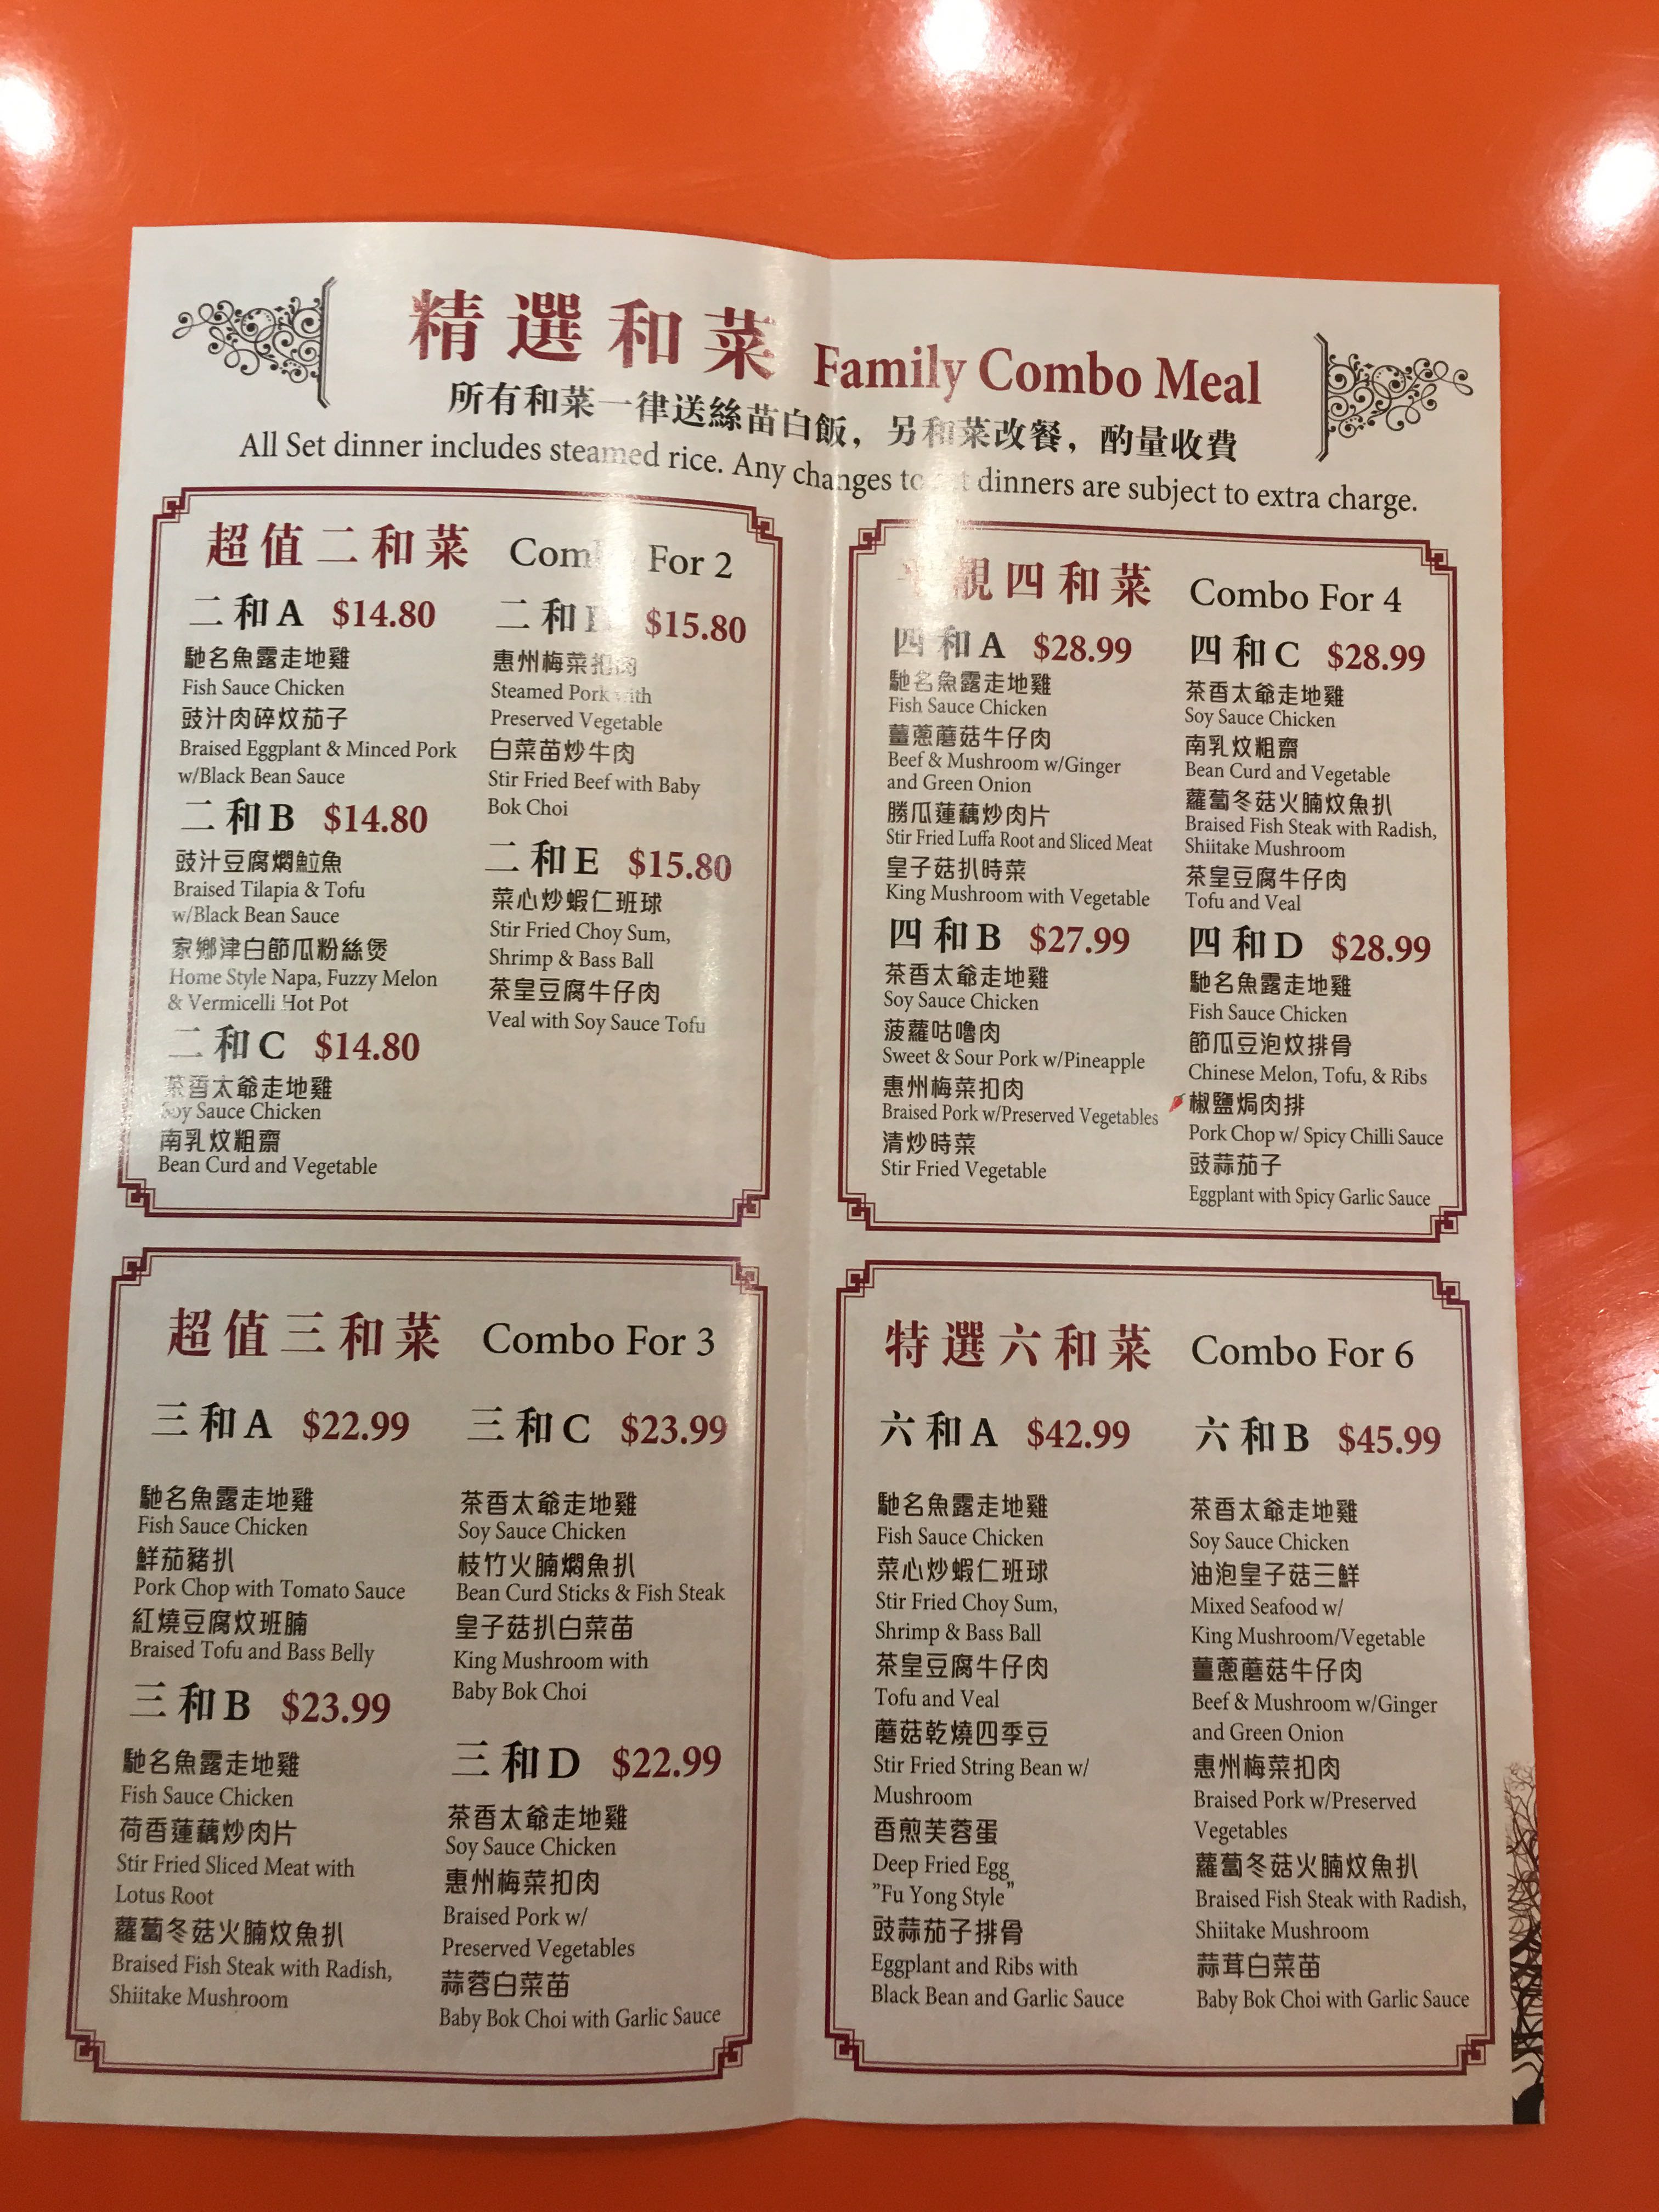 精選和菜 Family Combo Meal
所有和菜一律送絲苗白飯，另和菜改餐，酌量收費
All Set dinner includes steamed rice. Any changes to dinners are subject to extra charge.
超值二和菜 Combo For 2
二和A $14.80
馳名魚露走地雞
Fish Sauce Chicken
豉汁肉碎炆茄子
Braised Eggplant & Minced Pork
w/Black Bean Sauce
二和B $14.80
豉汁豆腐燜鮋魚
Braised Tilapia & Tofu
w/Black Bean Sauce
家鄉津白節瓜粉絲煲
Home Style Napa, Fuzzy Melon
& Vermicelli Hot Pot
二和C $14.80
茶香太爺走地雞
Soy Sauce Chicken
南乳炆粗齋
Bean Curd and Vegetable
二和D $15.80
惠州梅菜扣肉
Steamed Pork with
Preserved Vegetable
白菜苗炒牛肉
Stir Fried Beef with Baby
Bok Choi
二和E $15.80
菜心炒蝦仁班球
Stir Fried Choy Sum,
Shrimp & Bass Ball
茶皇豆腐牛仔肉
Veal with Soy Sauce Tofu
四和菜 Combo For 4
四和A $28.99
馳名魚露走地雞
Fish Sauce Chicken
薑蔥蘑菇牛仔肉
Beef & Mushroom w/Ginger
and Green Onion
勝瓜蓮藕炒肉片
Stir Fried Luffa Root and Sliced Meat
皇子菇扒時菜
King Mushroom with Vegetable
四和B $27.99
茶香太爺走地雞
Soy Sauce Chicken
菠蘿咕嚕肉
Sweet & Sour Pork w/Pineapple
惠州梅菜扣肉
Braised Pork w/Preserved Vegetables
清炒時菜
Stir Fried Vegetable
四和C $28.99
茶香太爺走地雞
Soy Sauce Chicken
南乳炆粗齋
Bean Curd and Vegetable
蘿蔔冬菇火腩炆魚扒
Braised Fish Steak with Radish,
Shiitake Mushroom
茶皇豆腐牛仔肉
Tofu and Veal
四和D $28.99
馳名魚露走地雞
Fish Sauce Chicken
節瓜豆泡炆排骨
Chinese Melon, Tofu, & Ribs
椒鹽焗肉排
Pork Chop w/ Spicy Chilli Sauce
豉蒜茄子
Eggplant with Spicy Garlic Sauce
超值三和菜 Combo For 3
三和A $22.99
馳名魚露走地雞
Fish Sauce Chicken
鮮茄豬扒
Pork Chop with Tomato Sauce
紅燒豆腐炆班腩
Braised Tofu and Bass Belly
三和B $23.99
馳名魚露走地雞
Fish Sauce Chicken
荷香蓮藕炒肉片
Stir Fried Sliced Meat with
Lotus Root
蘿蔔冬菇火腩炆魚扒
Braised Fish Steak with Radish,
Shiitake Mushroom
三和C $23.99
茶香太爺走地雞
Soy Sauce Chicken
枝竹火腩燜魚扒
Bean Curd Sticks & Fish Steak
皇子菇扒白菜苗
King Mushroom with
Baby Bok Choi
三和D $22.99
茶香太爺走地雞
Soy Sauce Chicken
惠州梅菜扣肉
Braised Pork w/
Preserved Vegetables
蒜蓉白菜苗
Baby Bok Choi with Garlic Sauce
特選六和菜 Combo For 6
六和A $42.99
馳名魚露走地雞
Fish Sauce Chicken
菜心炒蝦仁班球
Stir Fried Choy Sum,
Shrimp & Bass Ball
茶皇豆腐牛仔肉
Tofu and Veal
蘑菇乾燒四季豆
Stir Fried String Bean w/
Mushroom
香煎芙蓉蛋
Deep Fried Egg
"Fu Yong Style"
豉蒜茄子排骨
Eggplant and Ribs with
Black Bean and Garlic Sauce
六和B $45.99
茶香太爺走地雞
Soy Sauce Chicken
油泡皇子菇三鮮
Mixed Seafood w/
King Mushroom/Vegetable
薑蔥蘑菇牛仔肉
Beef & Mushroom w/Ginger
and Green Onion
惠州梅菜扣肉
Braised Pork w/Preserved
Vegetables
蘿蔔冬菇火腩炆魚扒
Braised Fish Steak with Radish,
Shiitake Mushroom
蒜茸白菜苗
Baby Bok Choi with Garlic Sauce